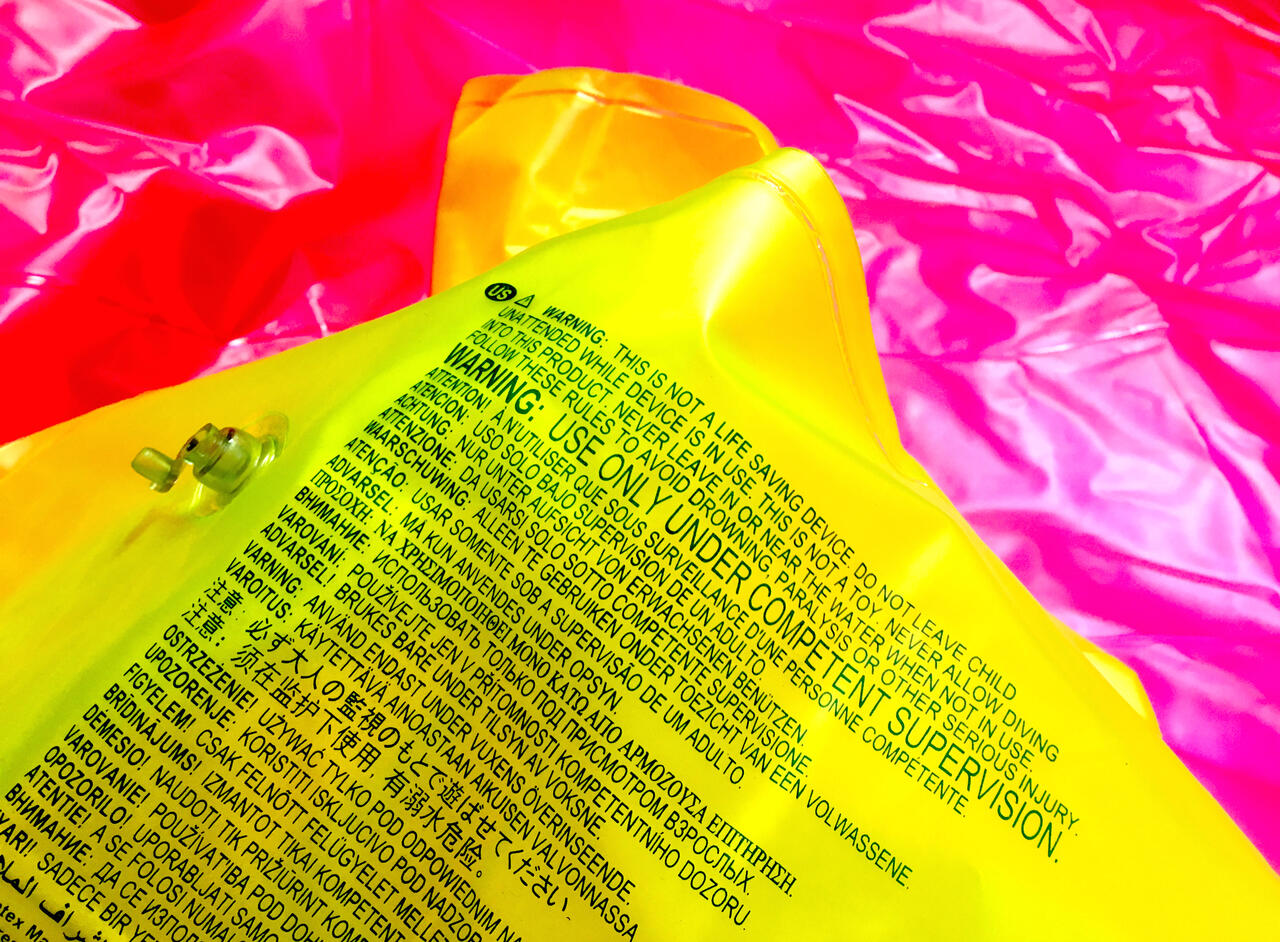 US ⚠ WARNING: THIS IS NOT A LIFE SAVING DEVICE. DO NOT LEAVE CHILD
UNATTENDED WHILE DEVICE IS IN USE. THIS IS NOT A TOY. NEVER ALLOW DIVING
INTO THIS PRODUCT. NEVER LEAVE IN OR NEAR THE WATER WHEN NOT IN USE.
FOLLOW THESE RULES TO AVOID DROWNING, PARALYSIS OR OTHER SERIOUS INJURY.
WARNING: USE ONLY UNDER COMPETENT SUPERVISION.
ATTENTION! À N'UTILISER QUE SOUS SURVEILLANCE D'UNE PERSONNE COMPÉTENTE.
ATENCION: USO SOLO BAJO SUPERVISION DE UN ADULTO
ACHTUNG, NUR UNTER AUFSICHT VON ERWACHSENEN BENUTZEN.
ATTENZIONE, DA USARSI SOLO SOTTO COMPETENTE SUPERVISIONE.
WAARSCHUWING, ALLEEN TE GEBRUIKEN ONDER TOEZICHT VAN EEN VOLWASSENE.
ATENÇÃO. USAR SOMENTE SOB A SUPERVISÃO DE UM ADULTO.
ADVARSEL, MÅ KUN ANVENDES UNDER OPSYN.
ΠΡΟΣΟΧΗ: ΝΑ ΧΡΗΣΙΜΟΠΟΙΗΘΕΙ ΜΟΝΟ ΚΑΤΩ ΑΠΟ ΑΡΜΟΖΟΥΣΑ ΕΠΙΤΗΡΗΣΗ.
ВНИМАНИЕ: ИСПОЛЬЗОВАТЬ ТОЛЬКО ПОД ПРИСМОТРОМ ВЗРОСЛЫХ.
VAROVANÍ: POUŽÍVEJTE JEN V PŘÍTOMNOSTI KOMPETENTNIHO DOZORU.
ADVARSEL! BRUKES BARE UNDER TILSYN AV VOKSNE.
VARNING: ANVÄND ENDAST UNDER VUXENS ÖVERINSEENDE.
VAROITUS: KÄYTETTÄVÄ AINOASTAAN AIKUISEN VALVONNASSA
注意: 必ず大人の監視のもとで遊ばせてください.
注意: 须在监护下使用, 有溺水危险。
OSTRZEŻENIE: UŻYWAĆ TYLKO POD ODPOWIEDNIM NA
UPOZORENJE: KORISTITI ISKLJUCIVO POD NADZOR
FIGYELEM! CSAK FELNŐTT FELÜGYELET MELLE
BRĪDINĀJUMS! IZMANTOT TIKAI KOMPETENT
DEMESIO! NAUDOTI TIK PRIŽIŪRINT KOM
VAROVANIE: POUŽÍVAŤ IBA POD DOH
OPOZORILO! UPORABLJATI SAMO
ATENTIE! A SE FOLOSI NUMAI
ВНИМАНИЕ: ДА СЕ ИЗПОЛ
SADECE BIR YE